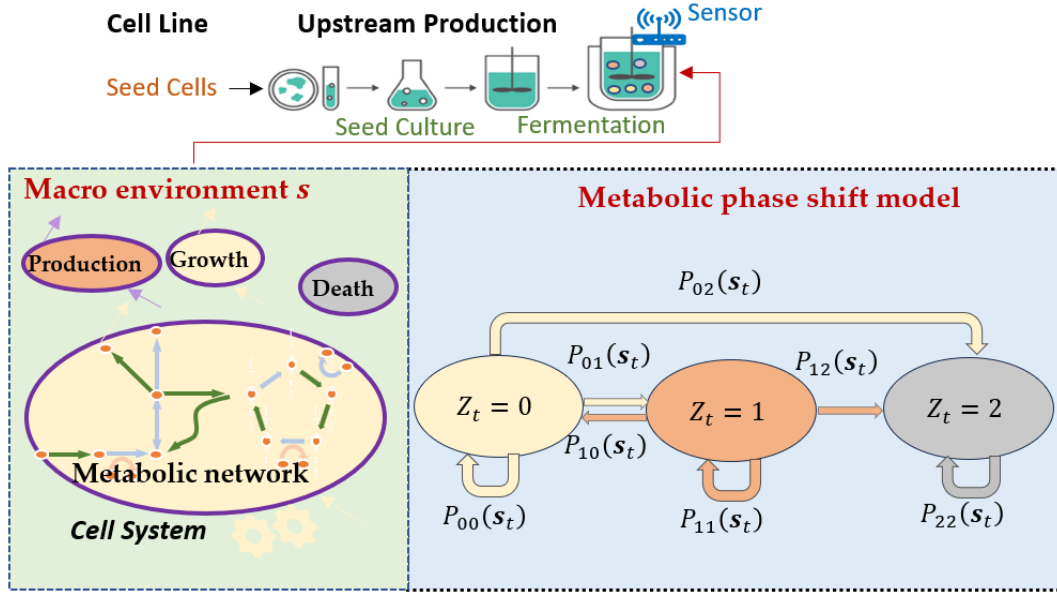 Cell Line
Upstream Production
Sensor
Seed Cells
Seed Culture
Fermentation
Macro environment s
Production
Growth
Death
Metabolic network
Cell System
Metabolic phase shift model
P₀₂(sₜ)
P₀₁(sₜ)
P₁₂(sₜ)
Zₜ = 0
Zₜ = 1
Zₜ = 2
P₁₀(sₜ)
P₀₀(sₜ)
P₁₁(sₜ)
P₂₂(sₜ)